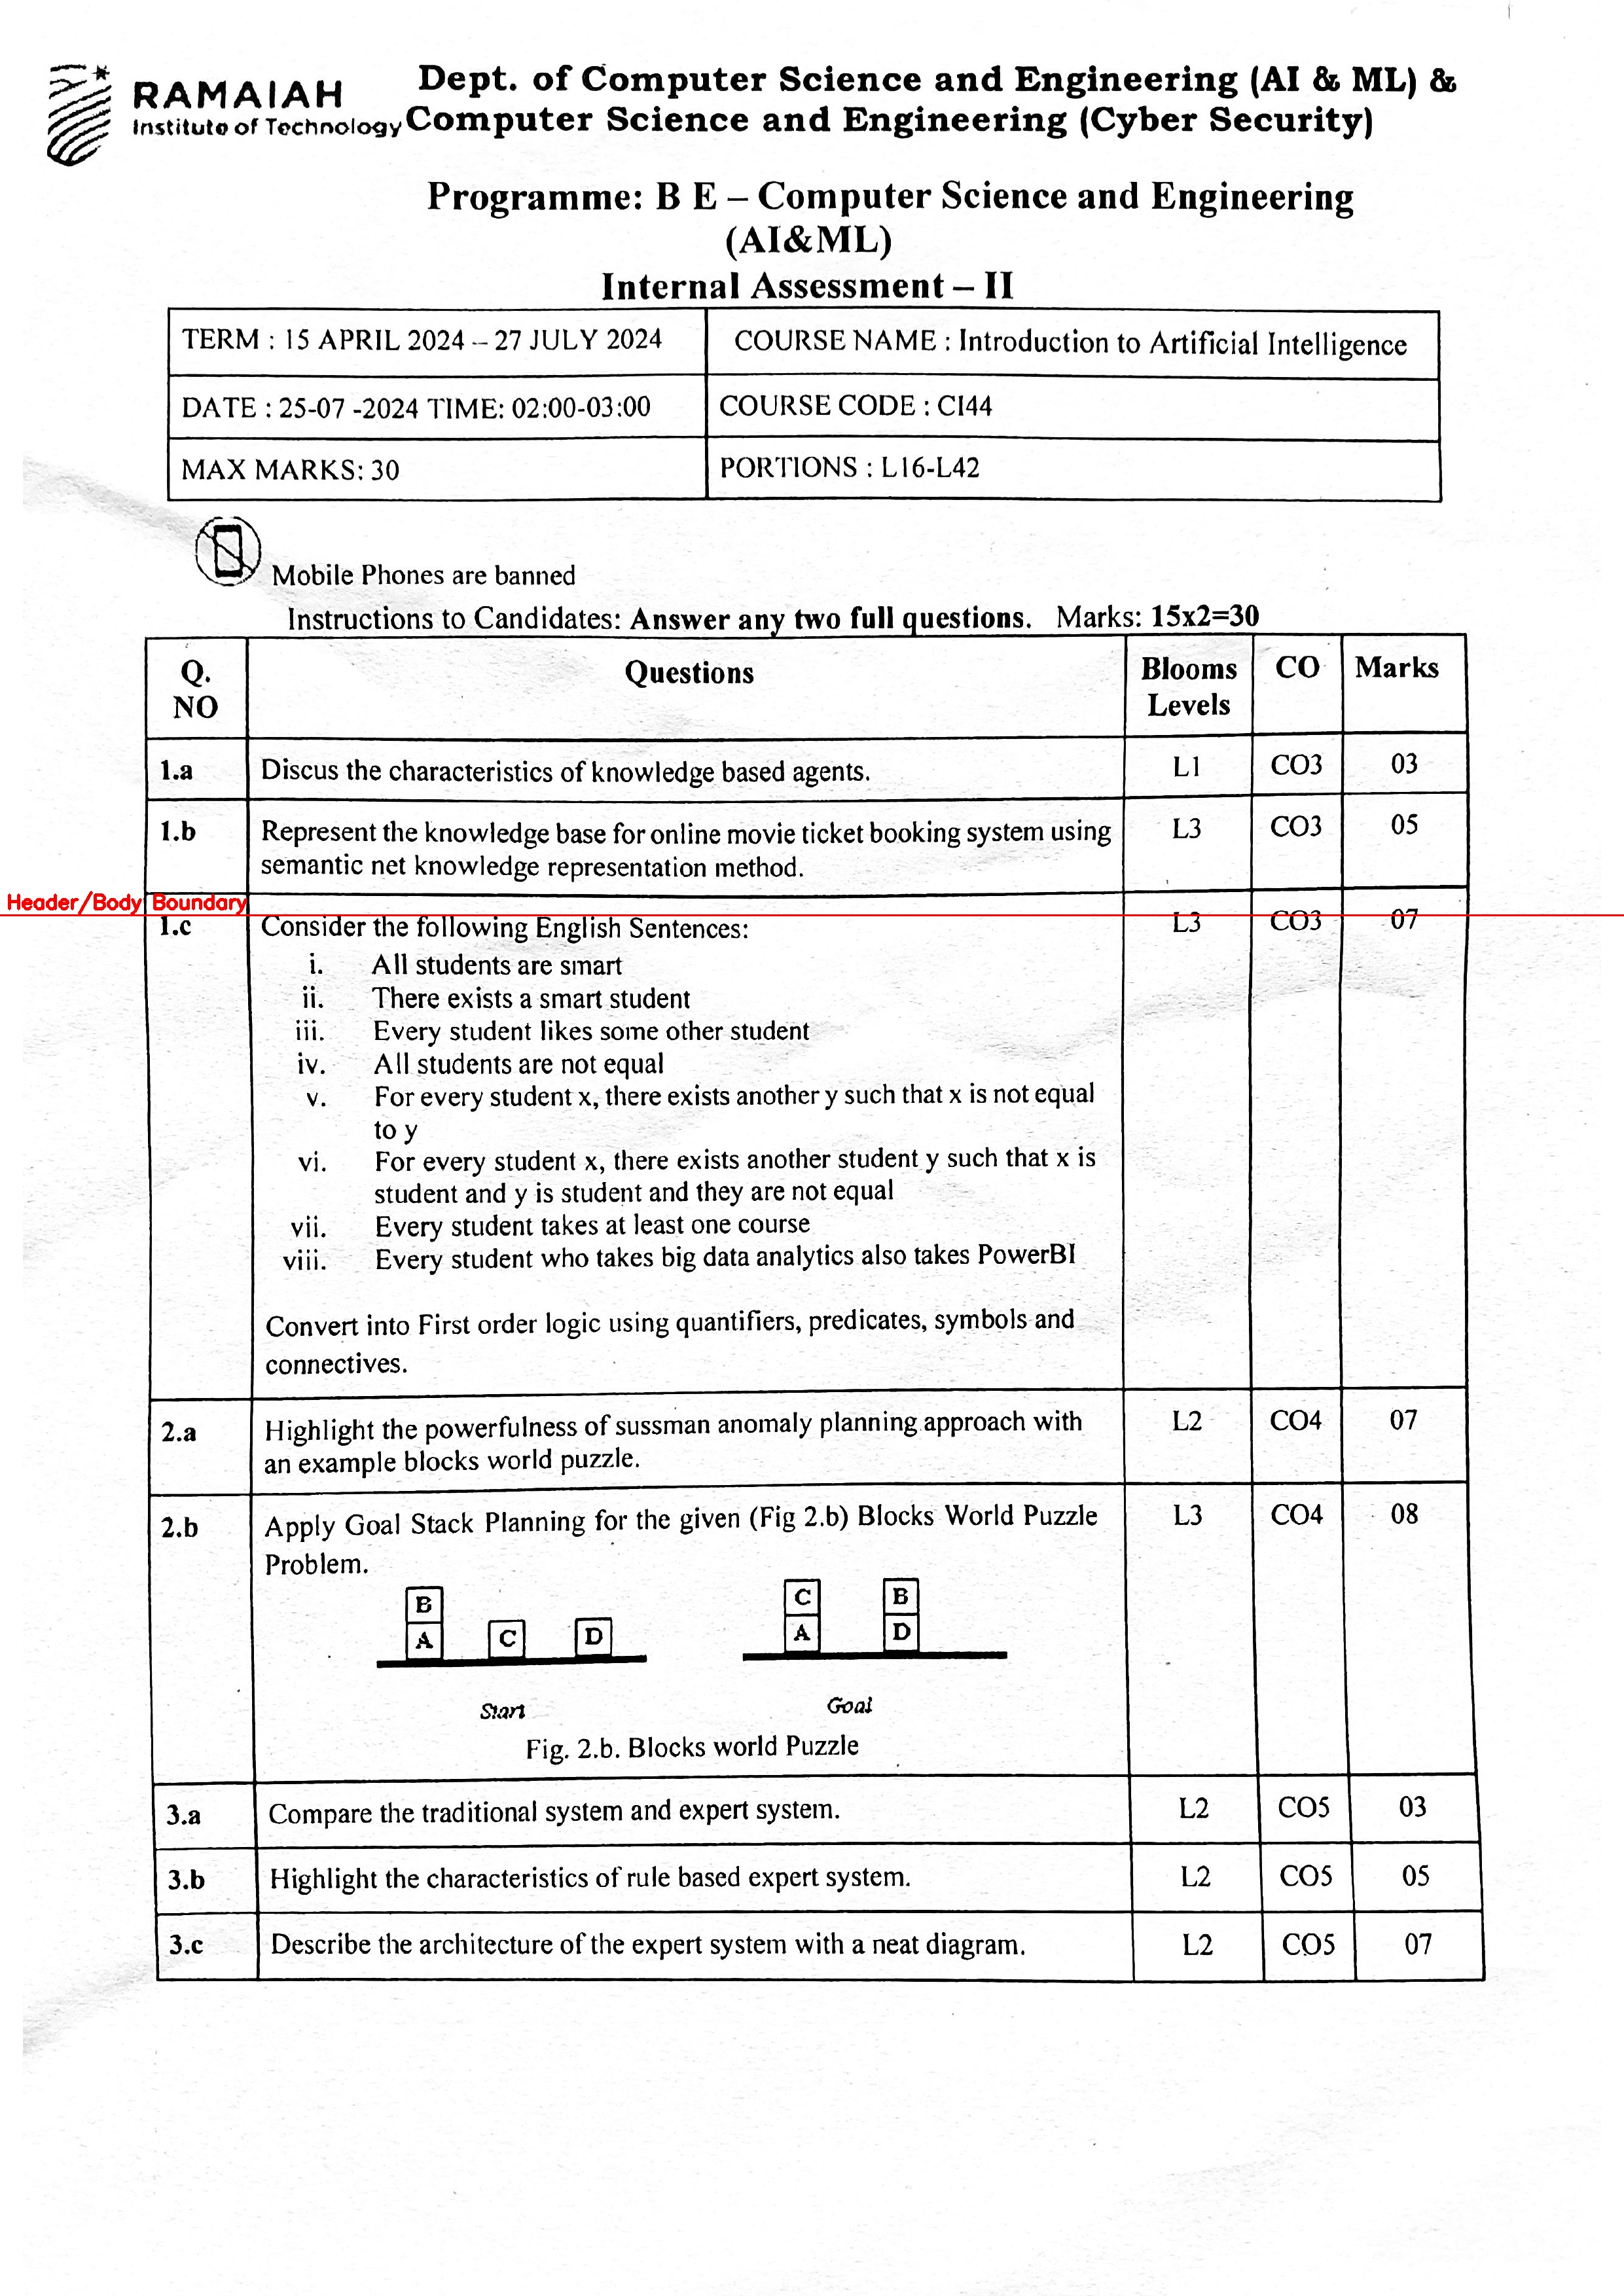 RAMAIAH
Institute of Technology
Dept. of Computer Science and Engineering (AI & ML) &
Computer Science and Engineering (Cyber Security)
Programme: B E – Computer Science and Engineering
(AI&ML)
Internal Assessment – II
TERM : 15 APRIL 2024 – 27 JULY 2024 COURSE NAME : Introduction to Artificial Intelligence
DATE : 25-07 -2024 TIME: 02:00-03:00 COURSE CODE : CI44
MAX MARKS: 30 PORTIONS : L16-L42
Mobile Phones are banned
Instructions to Candidates: Answer any two full questions. Marks: 15x2=30
Q. NO Questions Blooms Levels CO Marks
1.a Discus the characteristics of knowledge based agents. L1 CO3 03
1.b Represent the knowledge base for online movie ticket booking system using L3 CO3 05
semantic net knowledge representation method.
Header/Body Boundary
1.c Consider the following English Sentences: L3 CO3 07
i. All students are smart
ii. There exists a smart student
iii. Every student likes some other student
iv. All students are not equal
v. For every student x, there exists another y such that x is not equal
to y
vi. For every student x, there exists another student y such that x is
student and y is student and they are not equal
vii. Every student takes at least one course
viii. Every student who takes big data analytics also takes PowerBI
Convert into First order logic using quantifiers, predicates, symbols and
connectives.
2.a Highlight the powerfulness of sussman anomaly planning approach with L2 CO4 07
an example blocks world puzzle.
2.b Apply Goal Stack Planning for the given (Fig 2.b) Blocks World Puzzle L3 CO4 08
Problem.
B C B
A C D A D
Start Goal
Fig. 2.b. Blocks world Puzzle
3.a Compare the traditional system and expert system. L2 CO5 03
3.b Highlight the characteristics of rule based expert system. L2 CO5 05
3.c Describe the architecture of the expert system with a neat diagram. L2 CO5 07